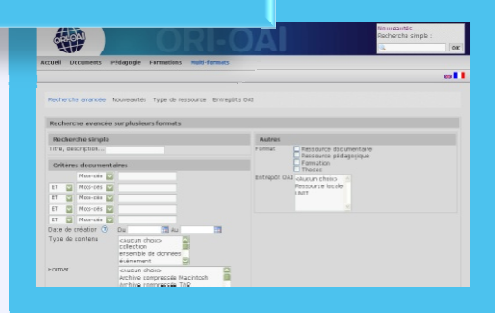 ORI-OAI
Nouveautés
Recherche simple :
OK
Accueil Documents Pédagogie Formations Multi-formats
Recherche avancée Nouveautés Type de ressource Entrepôts OAI
Recherche avancée sur plusieurs formats
Recherche simple
Titre, description...
Critères documentaires
Mots-clés
ET Mots-clés
ET Mots-clés
ET Mots-clés
ET Mots-clés
Date de création Du Au
Type de contenu <Aucun choix>
collection
ensemble de données
événement
Format <Aucun choix>
Archive compressée Macintosh
Archive compressée TAR
Autres
Format Ressource documentaire
Ressource pédagogique
Formation
Thèses
Entrepôt OAI <Aucun choix>
Ressource locale